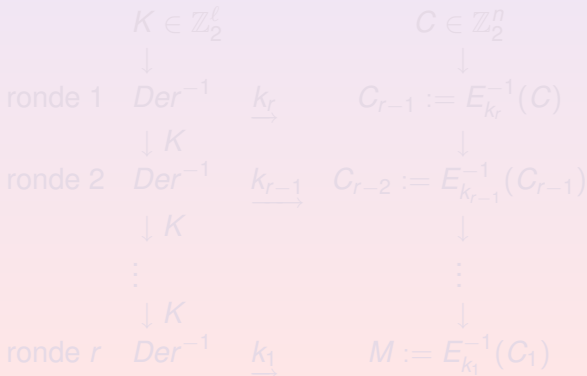 K ∈ ℤ₂^ℓ C ∈ ℤ₂^n
↓ ↓
ronde 1 Der⁻¹ k_r → C_{r−1} := E_{k_r}^{−1}(C)
↓ K ↓
ronde 2 Der⁻¹ k_{r−1} → C_{r−2} := E_{k_{r−1}}^{−1}(C_{r−1})
↓ K ↓
⋮ ⋮
↓ K ↓
ronde r Der⁻¹ k_1 → M := E_{k_1}^{−1}(C_1)